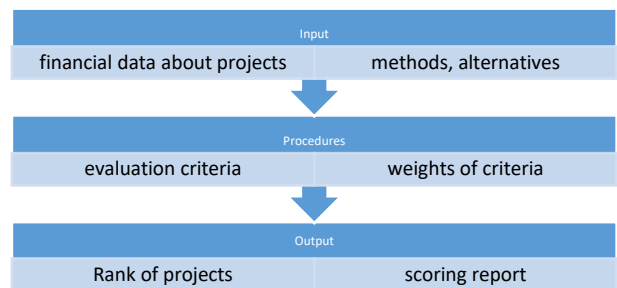 Input
financial data about projects methods, alternatives
Procedures
evaluation criteria weights of criteria
Output
Rank of projects scoring report